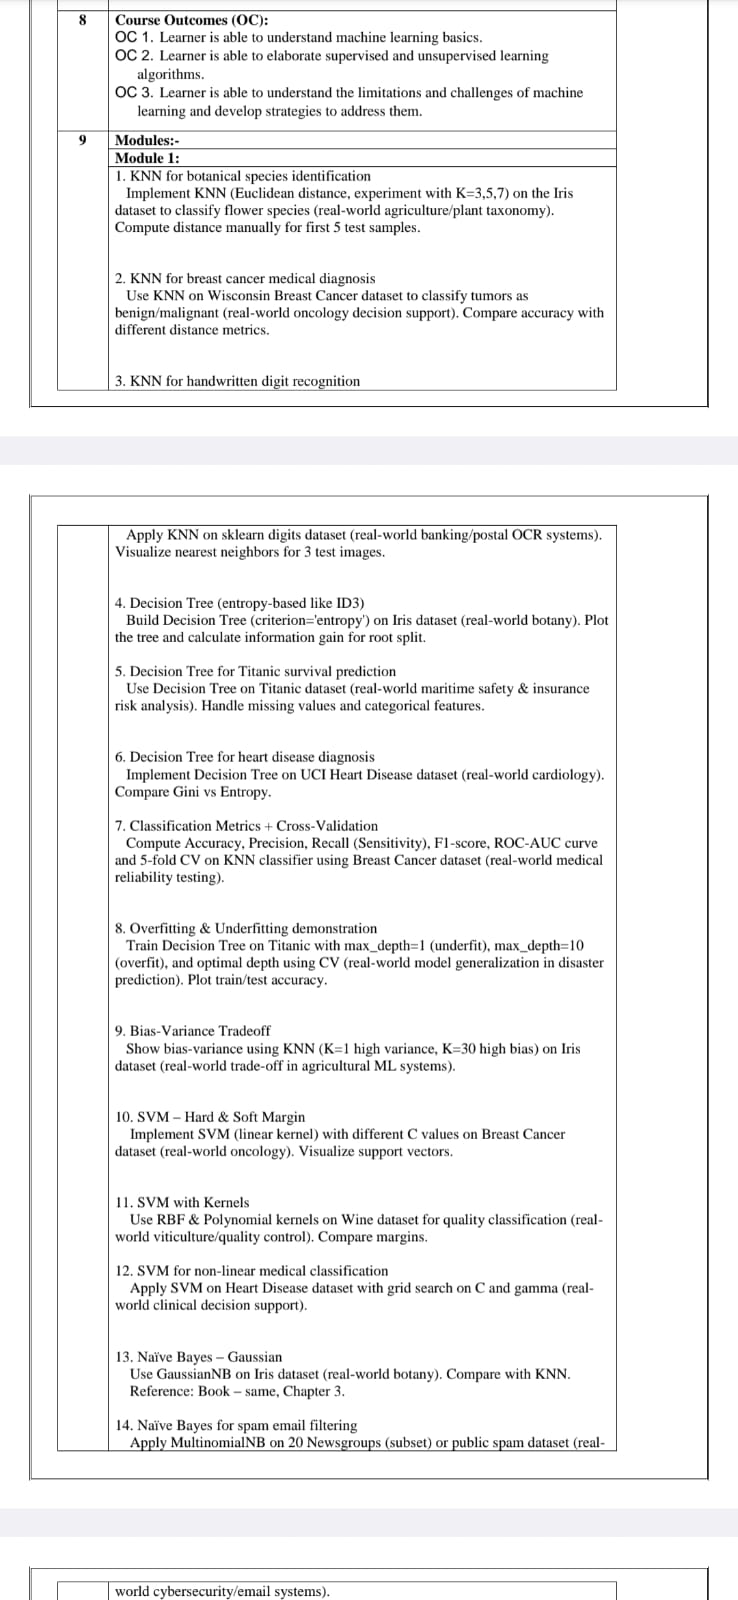 8 Course Outcomes (OC):
OC 1. Learner is able to understand machine learning basics.
OC 2. Learner is able to elaborate supervised and unsupervised learning
algorithms.
OC 3. Learner is able to understand the limitations and challenges of machine
learning and develop strategies to address them.
9 Modules:-
Module 1:
1. KNN for botanical species identification
Implement KNN (Euclidean distance, experiment with K=3,5,7) on the Iris
dataset to classify flower species (real-world agriculture/plant taxonomy).
Compute distance manually for first 5 test samples.
2. KNN for breast cancer medical diagnosis
Use KNN on Wisconsin Breast Cancer dataset to classify tumors as
benign/malignant (real-world oncology decision support). Compare accuracy with
different distance metrics.
3. KNN for handwritten digit recognition
Apply KNN on sklearn digits dataset (real-world banking/postal OCR systems).
Visualize nearest neighbors for 3 test images.
4. Decision Tree (entropy-based like ID3)
Build Decision Tree (criterion='entropy') on Iris dataset (real-world botany). Plot
the tree and calculate information gain for root split.
5. Decision Tree for Titanic survival prediction
Use Decision Tree on Titanic dataset (real-world maritime safety & insurance
risk analysis). Handle missing values and categorical features.
6. Decision Tree for heart disease diagnosis
Implement Decision Tree on UCI Heart Disease dataset (real-world cardiology).
Compare Gini vs Entropy.
7. Classification Metrics + Cross-Validation
Compute Accuracy, Precision, Recall (Sensitivity), F1-score, ROC-AUC curve
and 5-fold CV on KNN classifier using Breast Cancer dataset (real-world medical
reliability testing).
8. Overfitting & Underfitting demonstration
Train Decision Tree on Titanic with max_depth=1 (underfit), max_depth=10
(overfit), and optimal depth using CV (real-world model generalization in disaster
prediction). Plot train/test accuracy.
9. Bias-Variance Tradeoff
Show bias-variance using KNN (K=1 high variance, K=30 high bias) on Iris
dataset (real-world trade-off in agricultural ML systems).
10. SVM – Hard & Soft Margin
Implement SVM (linear kernel) with different C values on Breast Cancer
dataset (real-world oncology). Visualize support vectors.
11. SVM with Kernels
Use RBF & Polynomial kernels on Wine dataset for quality classification (real-
world viticulture/quality control). Compare margins.
12. SVM for non-linear medical classification
Apply SVM on Heart Disease dataset with grid search on C and gamma (real-
world clinical decision support).
13. Naïve Bayes – Gaussian
Use GaussianNB on Iris dataset (real-world botany). Compare with KNN.
Reference: Book – same, Chapter 3.
14. Naïve Bayes for spam email filtering
Apply MultinomialNB on 20 Newsgroups (subset) or public spam dataset (real-
world cybersecurity/email systems).